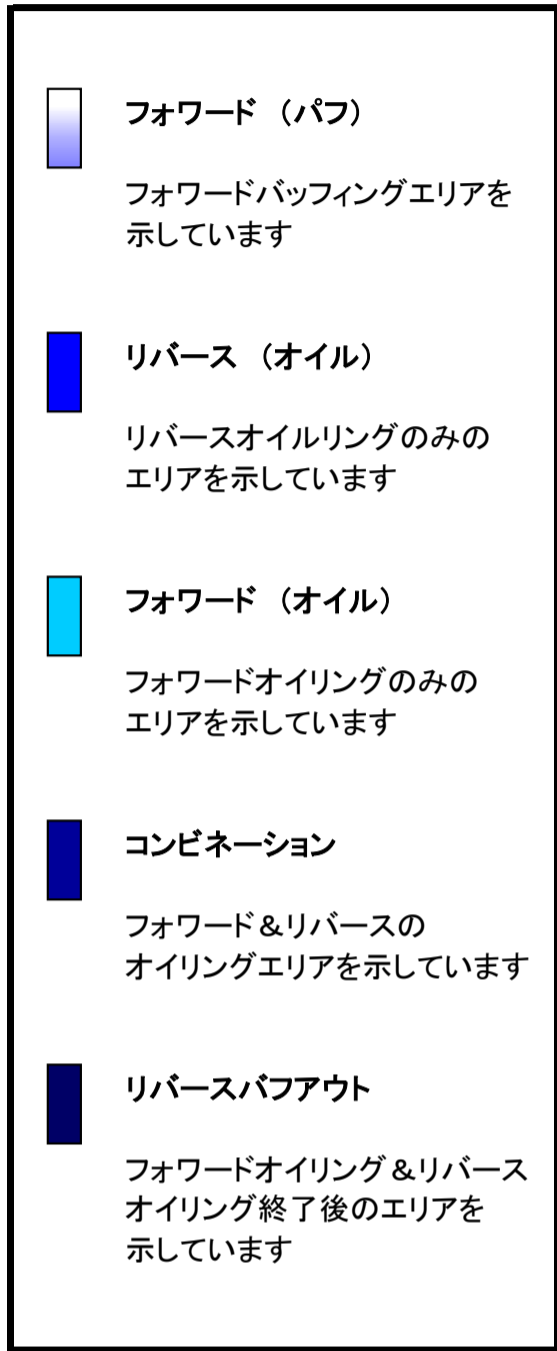 フォワード （パフ）
フォワードバッフィングエリアを
示しています
リバース （オイル）
リバースオイルリングのみの
エリアを示しています
フォワード （オイル）
フォワードオイリングのみの
エリアを示しています
コンビネーション
フォワード＆リバースの
オイリングエリアを示しています
リバースバフアウト
フォワードオイリング＆リバース
オイリング終了後のエリアを
示しています